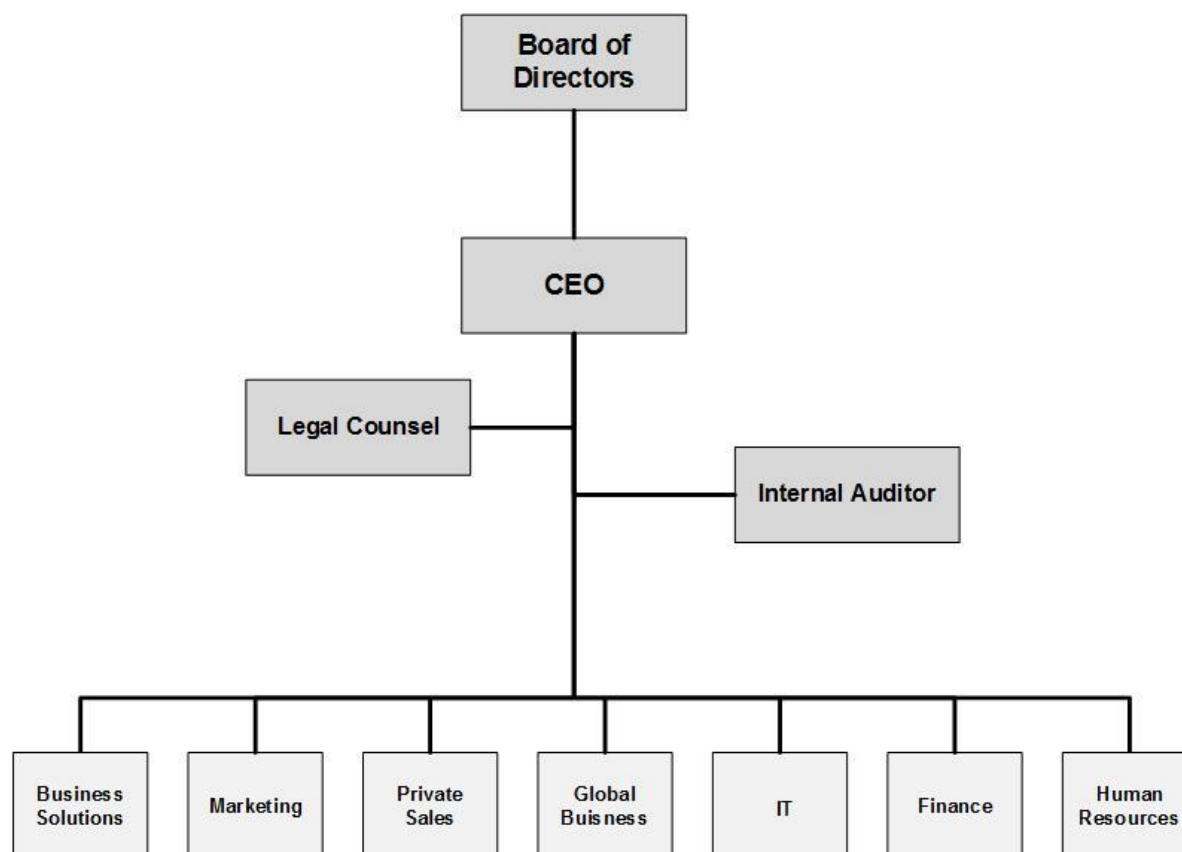 Board of
Directors
CEO
Legal Counsel
Internal Auditor
Business
Solutions
Marketing
Private
Sales
Global
Buisness
IT
Finance
Human
Resources